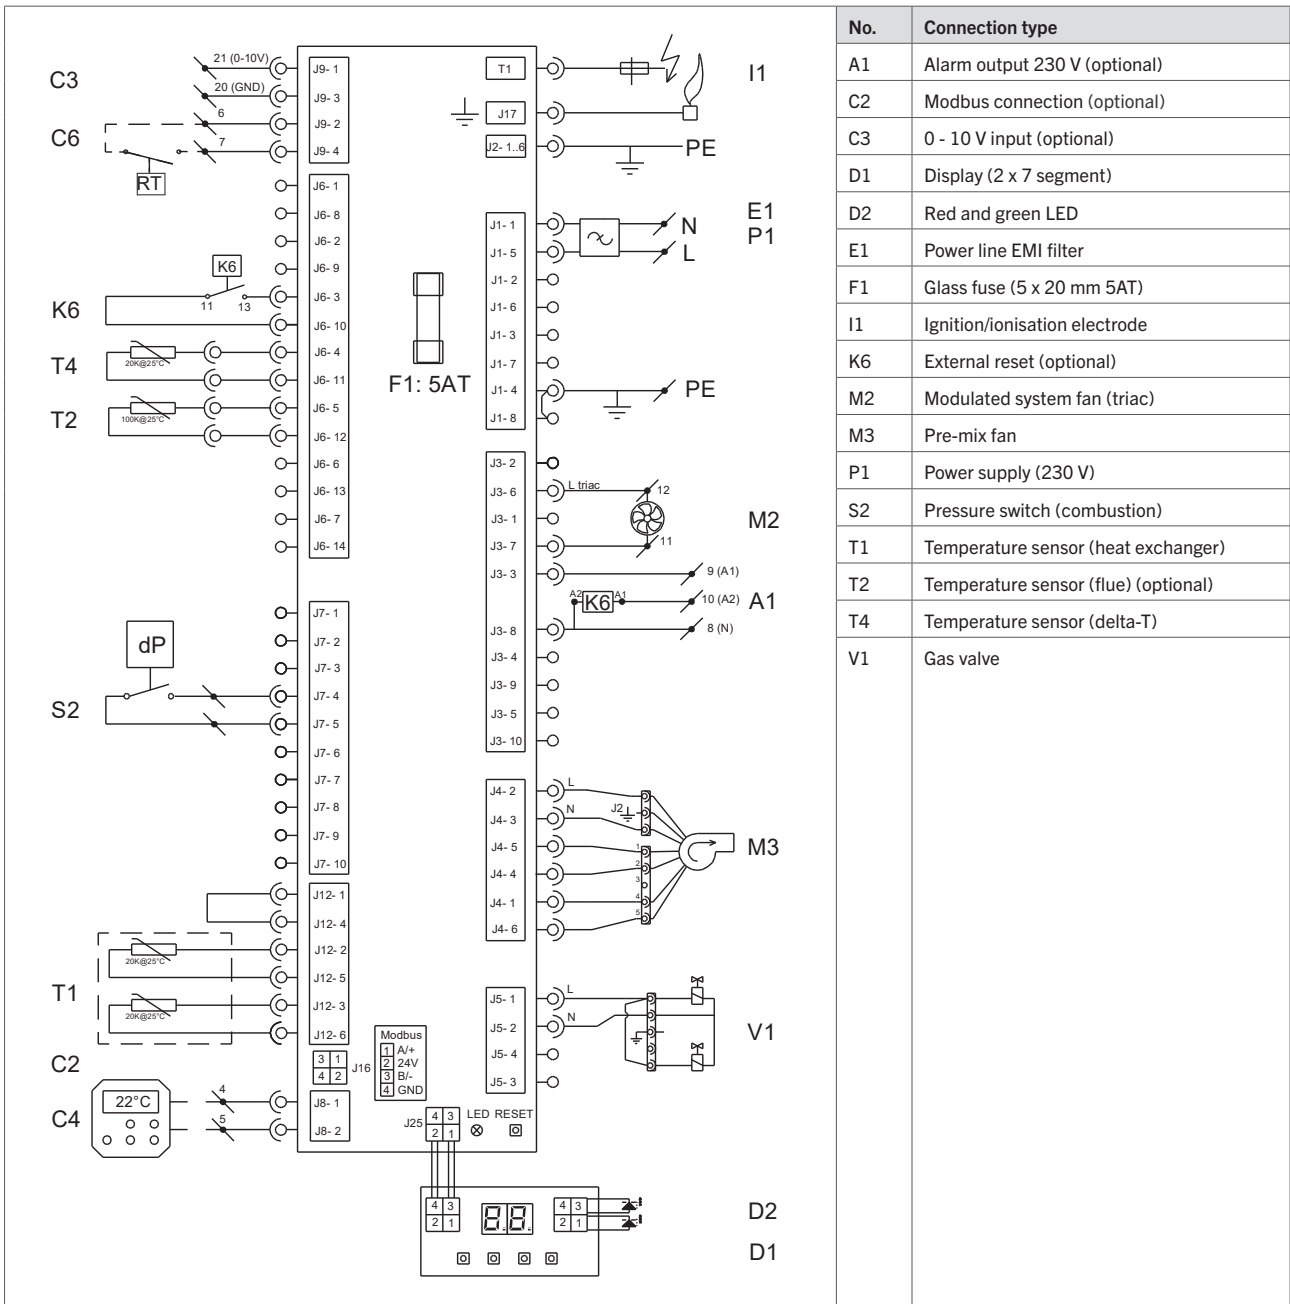 C3
21 (0-10V)
20 (GND)
C6
6
7
RT
J9- 1
J9- 3
J9- 2
J9- 4
J6- 1
J6- 8
J6- 2
J6- 9
J6- 3
J6- 10
J6- 4
J6- 11
J6- 5
J6- 12
J6- 6
J6- 13
J6- 7
J6- 14
K6
K6
11 13
T4
20K@25°C
T2
100K@25°C
J7- 1
J7- 2
J7- 3
J7- 4
J7- 5
J7- 6
J7- 7
J7- 8
J7- 9
J7- 10
dP
S2
J12- 1
J12- 4
J12- 2
J12- 5
J12- 3
J12- 6
T1
20K@25°C
20K@25°C
C2
3 1
4 2
J16
Modbus
1 A/+
2 24V
3 B/-
4 GND
C4
22°C
4
5
J8- 1
J8- 2
J25
4 3
2 1
LED RESET
F1: 5AT
T1
I1
J17
J2- 1..6
PE
J1- 1
J1- 5
J1- 2
J1- 6
J1- 3
J1- 7
J1- 4
J1- 8
E1
P1
N
L
PE
J3- 2
J3- 6
J3- 1
J3- 7
J3- 3
J3- 8
J3- 4
J3- 9
J3- 5
J3- 10
L triac
12
11
M2
9 (A1)
A2 K6 A1
10 (A2)
A1
8 (N)
J4- 2
J4- 3
J4- 5
J4- 4
J4- 1
J4- 6
L
N
J2
1
2
3
4
5
M3
J5- 1
J5- 2
J5- 4
J5- 3
L
N
V1
4 3
2 1
88
4 3
2 1
D2
D1
No. Connection type
A1 Alarm output 230 V (optional)
C2 Modbus connection (optional)
C3 0 - 10 V input (optional)
D1 Display (2 x 7 segment)
D2 Red and green LED
E1 Power line EMI filter
F1 Glass fuse (5 x 20 mm 5AT)
I1 Ignition/ionisation electrode
K6 External reset (optional)
M2 Modulated system fan (triac)
M3 Pre-mix fan
P1 Power supply (230 V)
S2 Pressure switch (combustion)
T1 Temperature sensor (heat exchanger)
T2 Temperature sensor (flue) (optional)
T4 Temperature sensor (delta-T)
V1 Gas valve